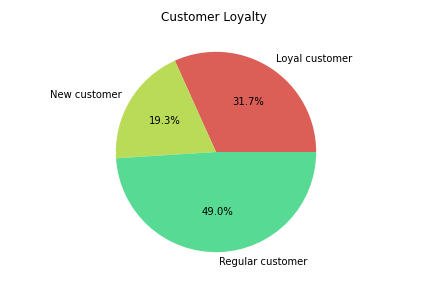 Customer Loyalty
Loyal customer
31.7%
New customer
19.3%
49.0%
Regular customer